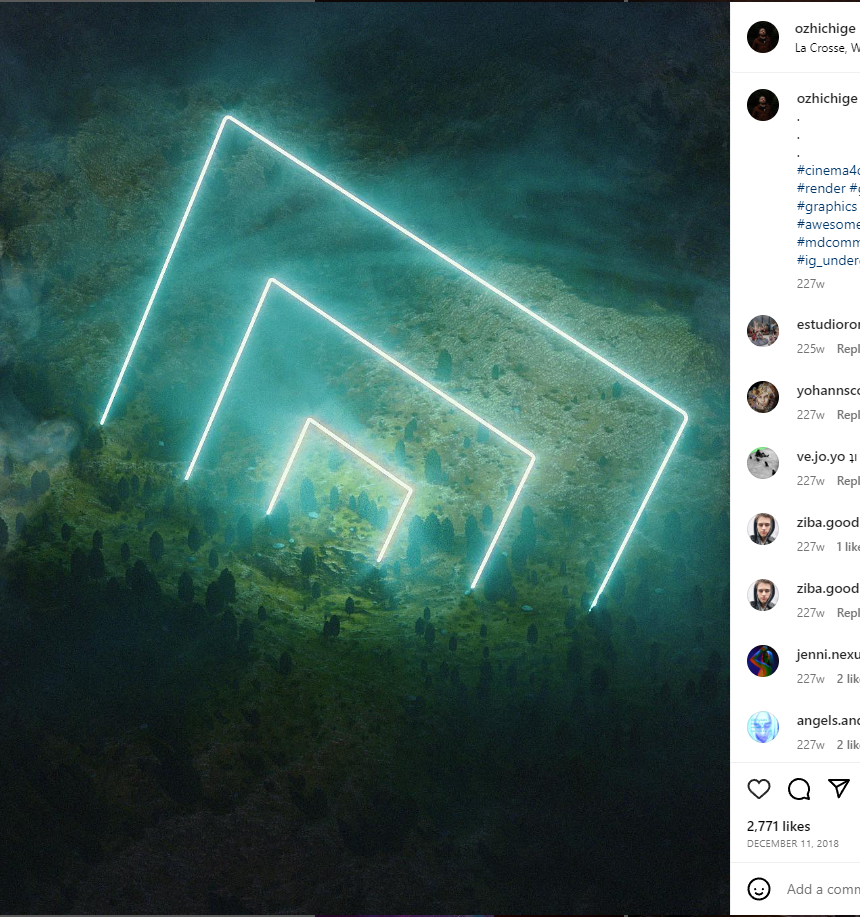 ozhichige
La Crosse, W
ozhichige
.
.
.
#cinema4
#render #
#graphics
#awesome
#mdcomm
#ig_under
227w
estudioro
225w Repl
yohannsc
227w Repl
ve.jo.yo
227w Repl
ziba.good
227w 1 like
ziba.good
227w Repl
jenni.nexu
227w 2 lik
angels.and
227w 2 lik
2,771 likes
DECEMBER 11, 2018
Add a comm